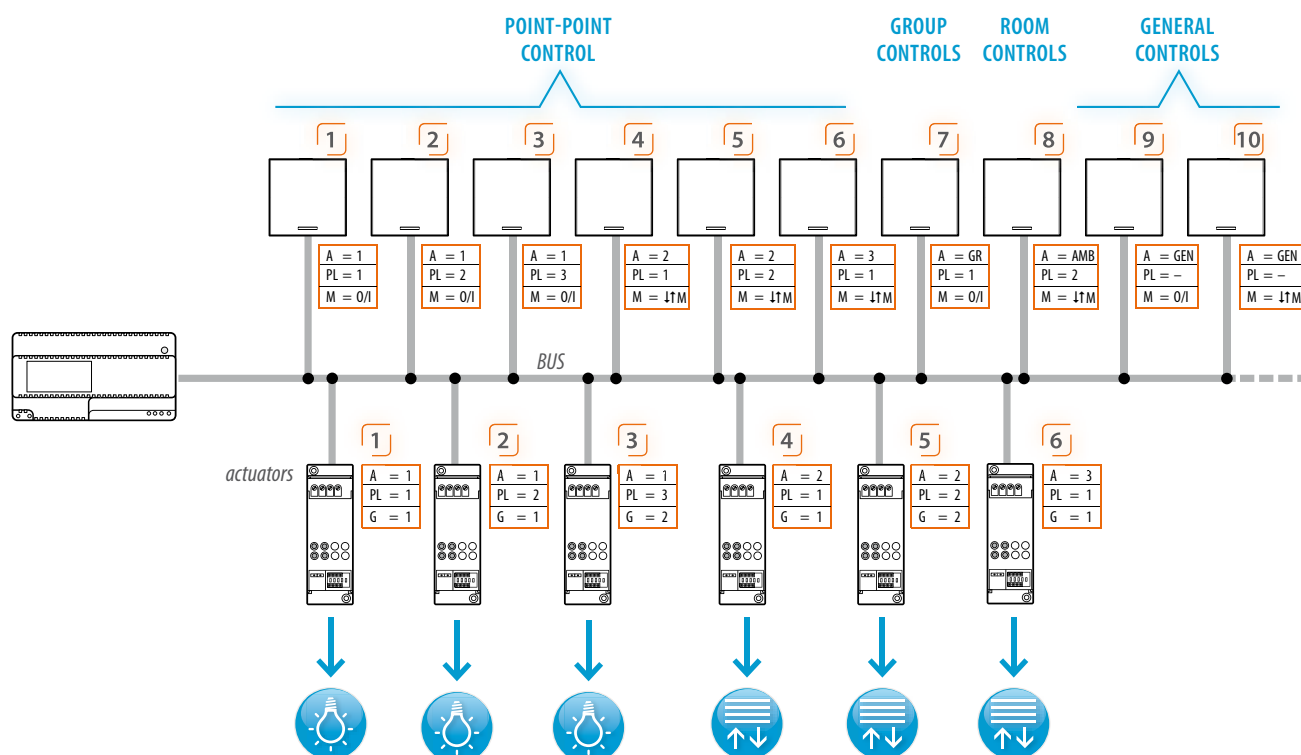 POINT-POINT
CONTROL
GROUP
CONTROLS
ROOM
CONTROLS
GENERAL
CONTROLS
1
2
3
4
5
6
7
8
9
10
A = 1
PL = 1
M = 0/I
A = 1
PL = 2
M = 0/I
A = 1
PL = 3
M = 0/I
A = 2
PL = 1
M = ↓↑M
A = 2
PL = 2
M = ↓↑M
A = 3
PL = 1
M = ↓↑M
A = GR
PL = 1
M = 0/I
A = AMB
PL = 2
M = ↓↑M
A = GEN
PL = –
M = 0/I
A = GEN
PL = –
M = ↓↑M
BUS
actuators
1
A = 1
PL = 1
G = 1
2
A = 1
PL = 2
G = 1
3
A = 1
PL = 3
G = 2
4
A = 2
PL = 1
G = 1
5
A = 2
PL = 2
G = 2
6
A = 3
PL = 1
G = 1